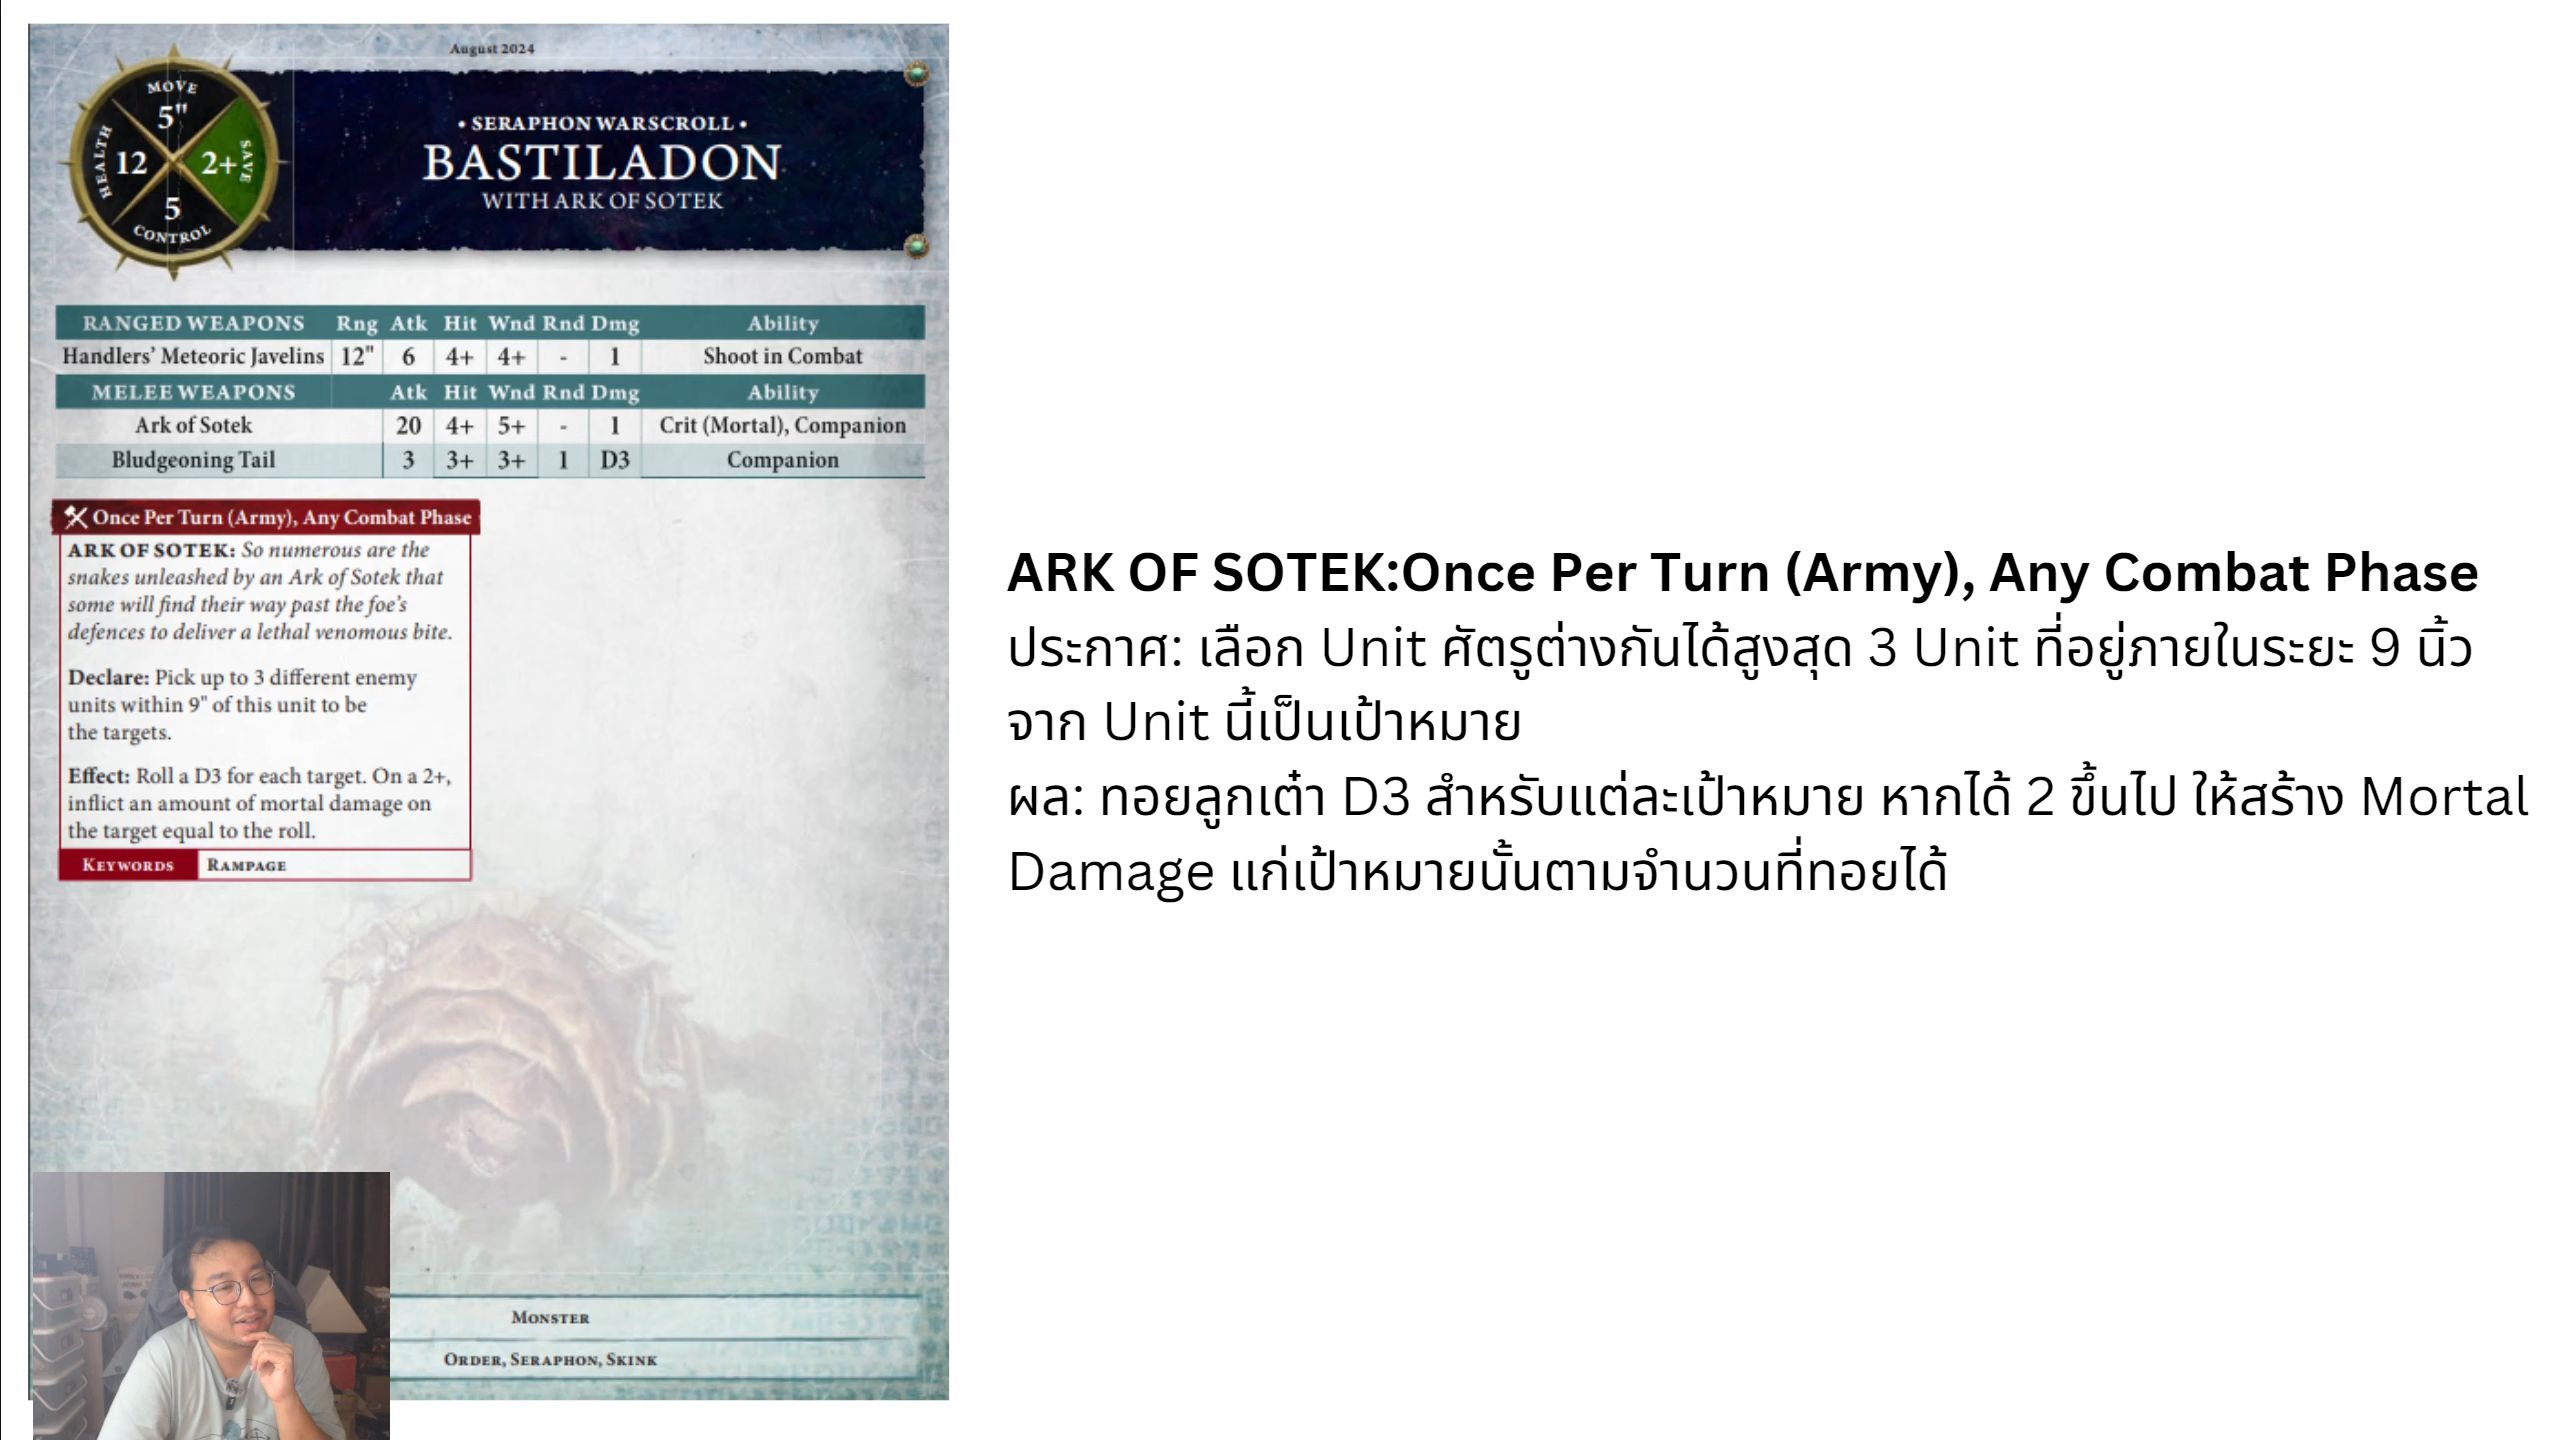 August 2024
MOVE
5"
HEALTH
12
2+
SAVE
5
CONTROL
• SERAPHON WARSCROLL •
BASTILADON
WITH ARK OF SOTEK
RANGED WEAPONS Rng Atk Hit Wnd Rnd Dmg Ability
Handlers’ Meteoric Javelins 12" 6 4+ 4+ - 1 Shoot in Combat
MELEE WEAPONS Atk Hit Wnd Rnd Dmg Ability
Ark of Sotek 20 4+ 5+ - 1 Crit (Mortal), Companion
Bludgeoning Tail 3 3+ 3+ 1 D3 Companion
Once Per Turn (Army), Any Combat Phase
ARK OF SOTEK: So numerous are the
snakes unleashed by an Ark of Sotek that
some will find their way past the foe’s
defences to deliver a lethal venomous bite.
Declare: Pick up to 3 different enemy
units within 9" of this unit to be
the targets.
Effect: Roll a D3 for each target. On a 2+,
inflict an amount of mortal damage on
the target equal to the roll.
KEYWORDS RAMPAGE
MONSTER
ORDER, SERAPHON, SKINK
ARK OF SOTEK:Once Per Turn (Army), Any Combat Phase
ประกาศ: เลือก Unit ศัตรูต่างกันได้สูงสุด 3 Unit ที่อยู่ภายในระยะ 9 นิ้ว
จาก Unit นี้เป็นเป้าหมาย
ผล: ทอยลูกเต๋า D3 สำหรับแต่ละเป้าหมาย หากได้ 2 ขึ้นไป ให้สร้าง Mortal
Damage แก่เป้าหมายนั้นตามจำนวนที่ทอยได้